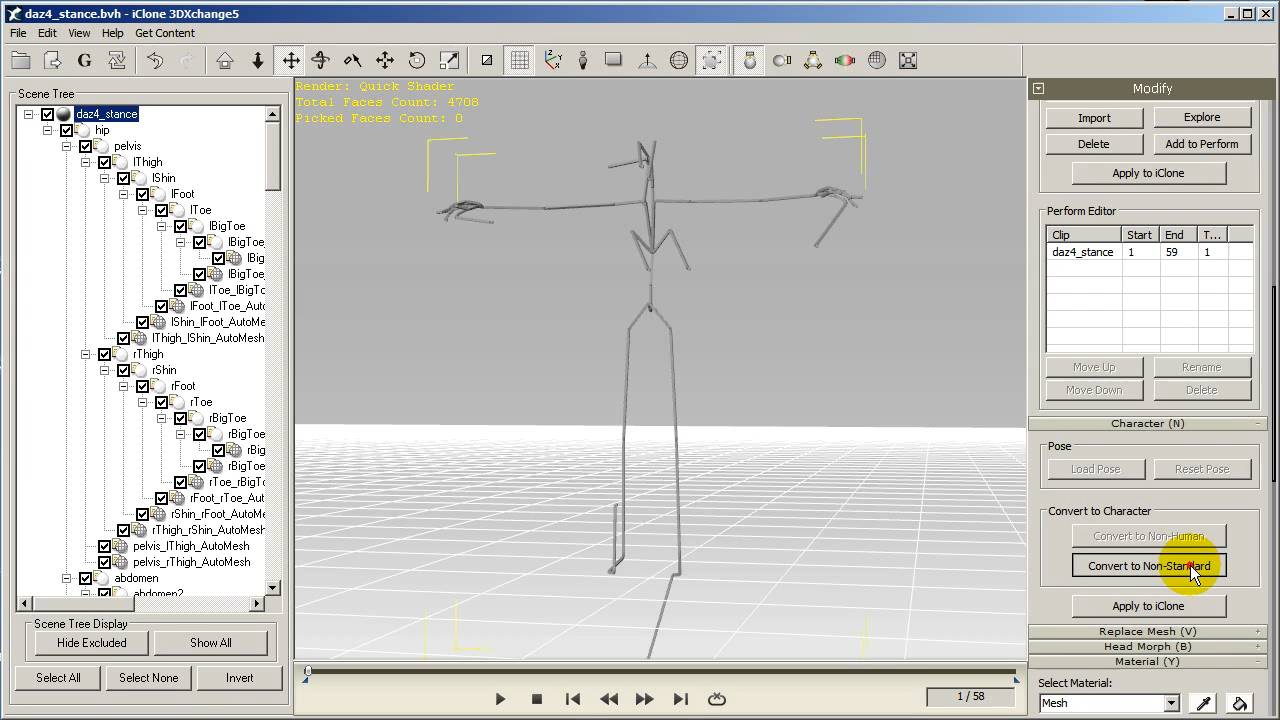 daz4_stance.bvh - iClone 3DXchange5
File Edit View Help Get Content
G
Scene Tree
daz4_stance
hip
pelvis
lThigh
lShin
lFoot
lToe
lBigToe
lBigToe_
lBig
lBigToe_
lToe_lBigTo
lFoot_lToe_Auto
lShin_lFoot_AutoMe
lThigh_lShin_AutoMesh
rThigh
rShin
rFoot
rToe
rBigToe
rBigToe
rBig
rBigToe
rToe_rBigTo
rFoot_rToe_Aut
rShin_rFoot_AutoMe
rThigh_rShin_AutoMesh
pelvis_lThigh_AutoMesh
pelvis_rThigh_AutoMesh
abdomen
abdomen2
Scene Tree Display
Hide Excluded Show All
Select All Select None Invert
Render: Quick Shader
Total Faces Count: 4708
Picked Faces Count: 0
1 / 58
Modify
Import Explore
Delete Add to Perform
Apply to iClone
Perform Editor
Clip Start End T...
daz4_stance 1 59 1
Move Up Rename
Move Down Delete
Character (N)
Pose
Load Pose Reset Pose
Convert to Character
Convert to Non-Human
Convert to Non-Standard
Apply to iClone
Replace Mesh (V)
Head Morph (B)
Material (Y)
Select Material:
Mesh